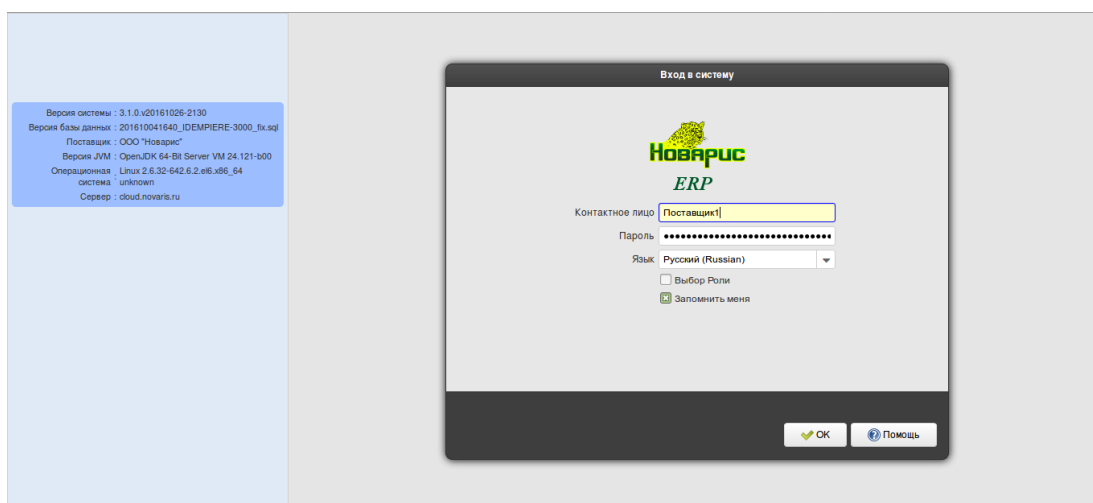 Версия системы : 3.1.0.v20161026-2130
Версия базы данных : 201610041640_IDEMPIERE-3000_fix.sql
Поставщик : ООО "Новарис"
Версия JVM : OpenJDK 64-Bit Server VM 24.121-b00
Операционная система : Linux 2.6.32-642.6.2.el6.x86_64 unknown
Сервер : cloud.novaris.ru
Вход в систему
Новарис
ERP
Контактное лицо Поставщик1
Пароль ••••••••••••••••••••••••••••••
Язык Русский (Russian)
Выбор Роли
Запомнить меня
OK Помощь